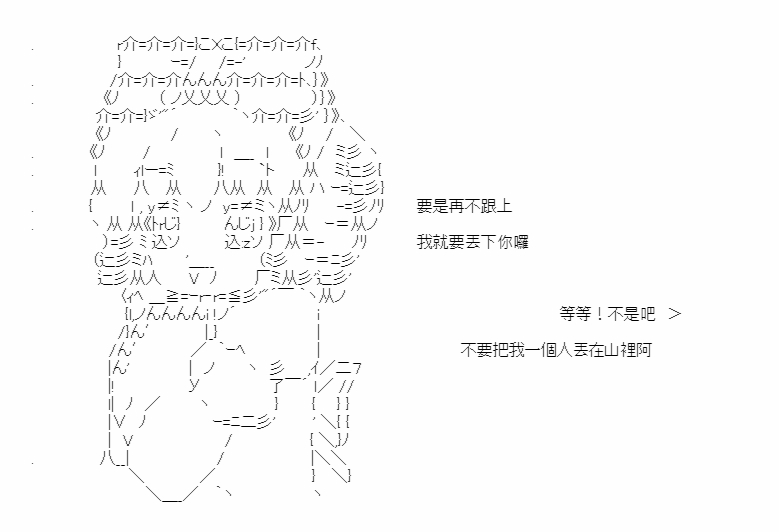 要是再不跟上
我就要丟下你囉
等等！不是吧 ＞
不要把我一個人丟在山裡阿